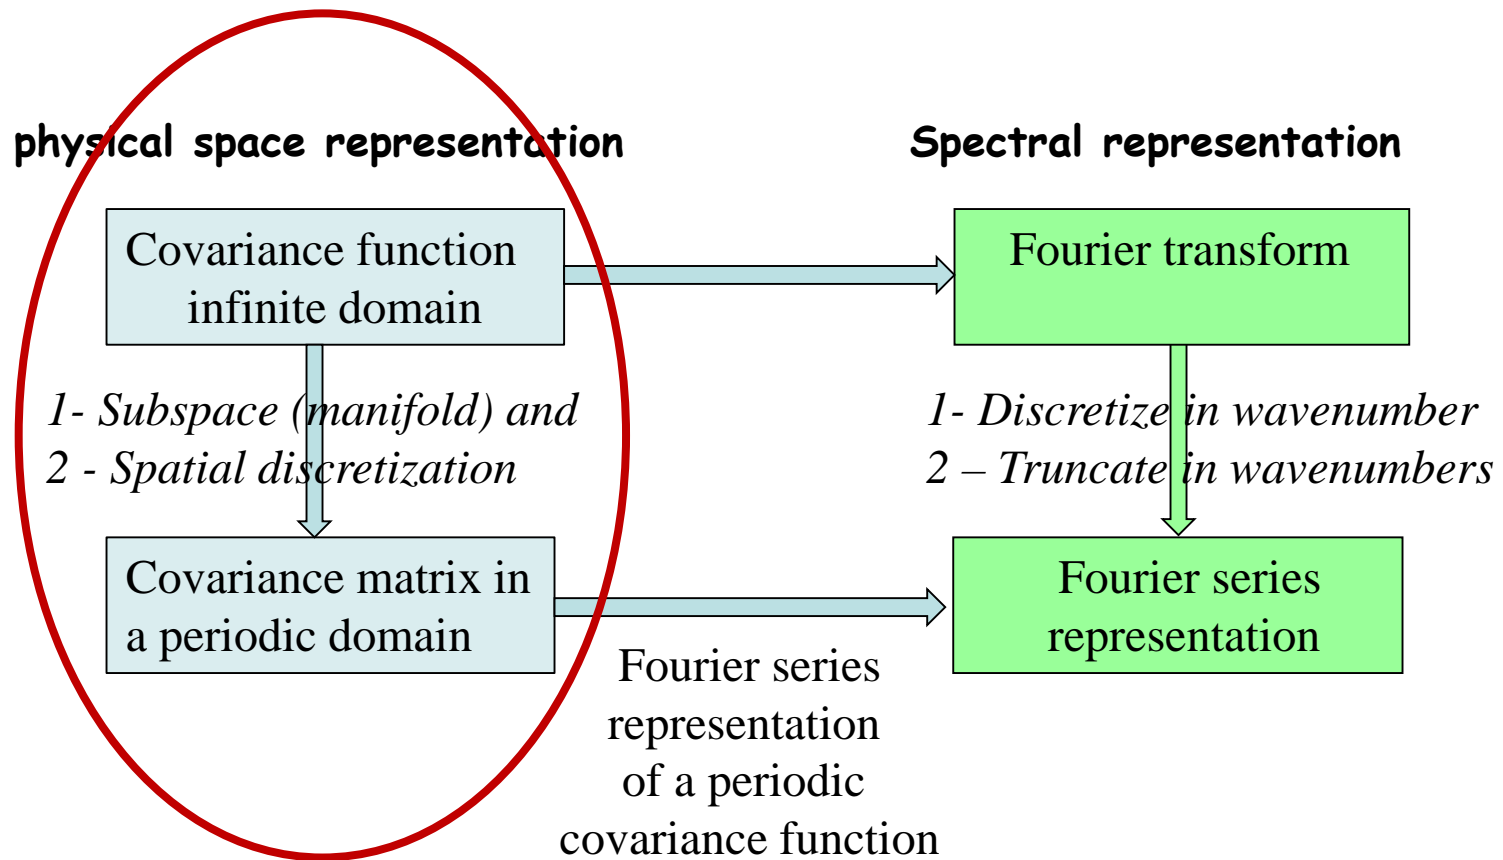 physical space representation
Spectral representation
Covariance function
infinite domain
Fourier transform
1- Subspace (manifold) and
2 - Spatial discretization
1- Discretize in wavenumber
2 – Truncate in wavenumbers
Covariance matrix in
a periodic domain
Fourier series
representation
Fourier series
representation
of a periodic
covariance function